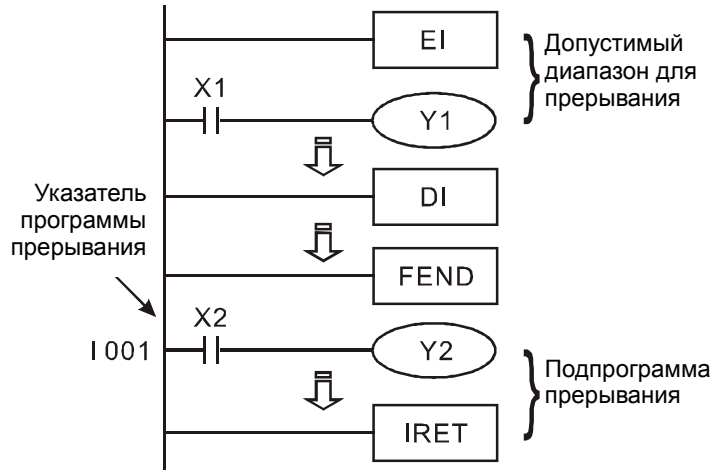 EI
Допустимый
диапазон для
прерывания
X1
Y1
Указатель
программы
прерывания
DI
FEND
X2
I 001
Y2
Подпрограмма
прерывания
IRET